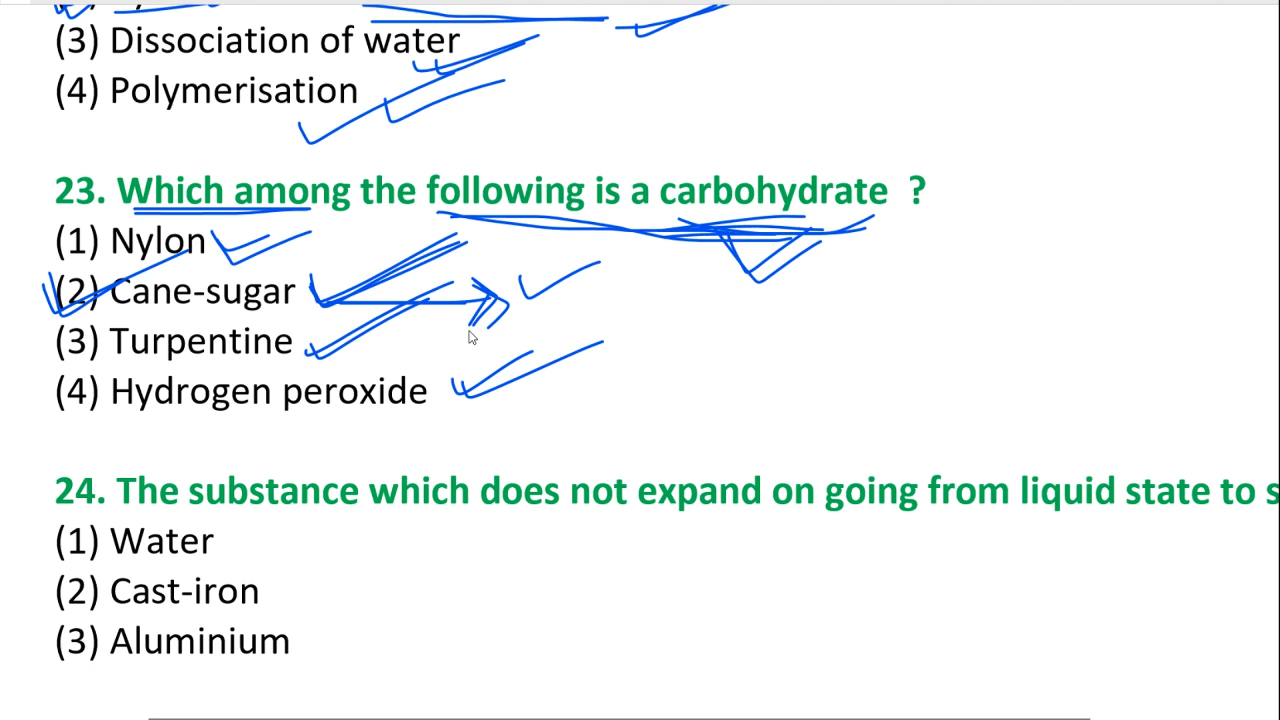 (3) Dissociation of water
(4) Polymerisation
23. Which among the following is a carbohydrate ?
(1) Nylon
(2) Cane-sugar
(3) Turpentine
(4) Hydrogen peroxide
24. The substance which does not expand on going from liquid state to s
(1) Water
(2) Cast-iron
(3) Aluminium